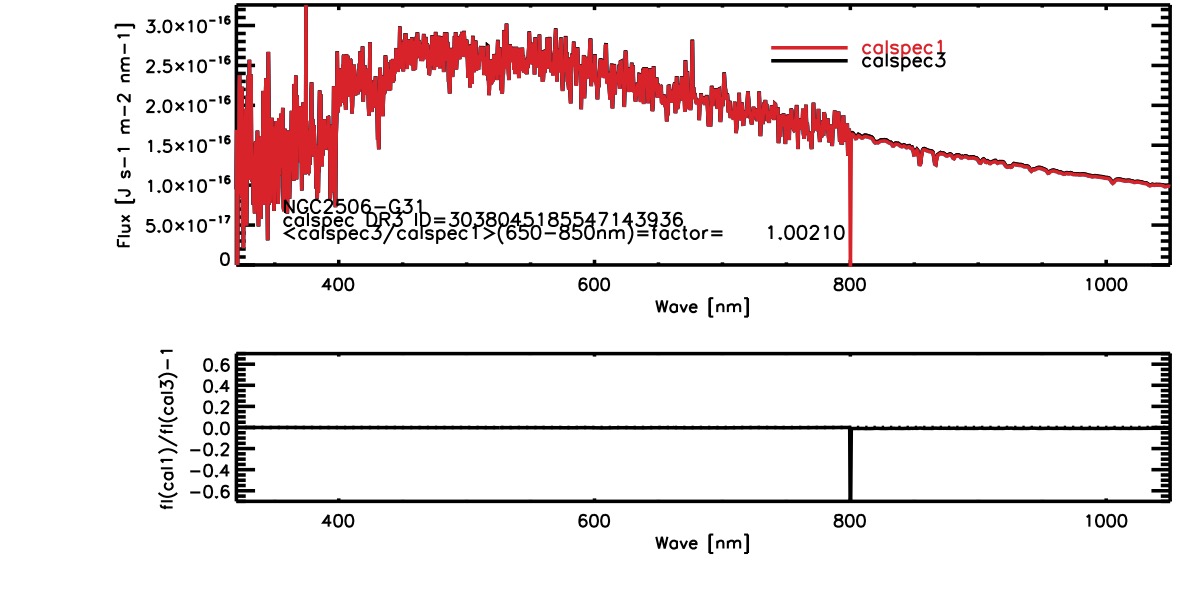 3.0×10−16
2.5×10−16
2.0×10−16
1.5×10−16
1.0×10−16
5.0×10−17
0
Flux [J s−1 m−2 nm−1]
calspec1
calspec3
NGC2506−G31
calspec DR3 ID=3038045185547143936
<calspec3/calspec1>(650−850nm)=factor= 1.00210
400 600 800 1000
Wave [nm]
0.6
0.4
0.2
0.0
−0.2
−0.4
−0.6
fl(cal1)/fl(cal3)−1
400 600 800 1000
Wave [nm]